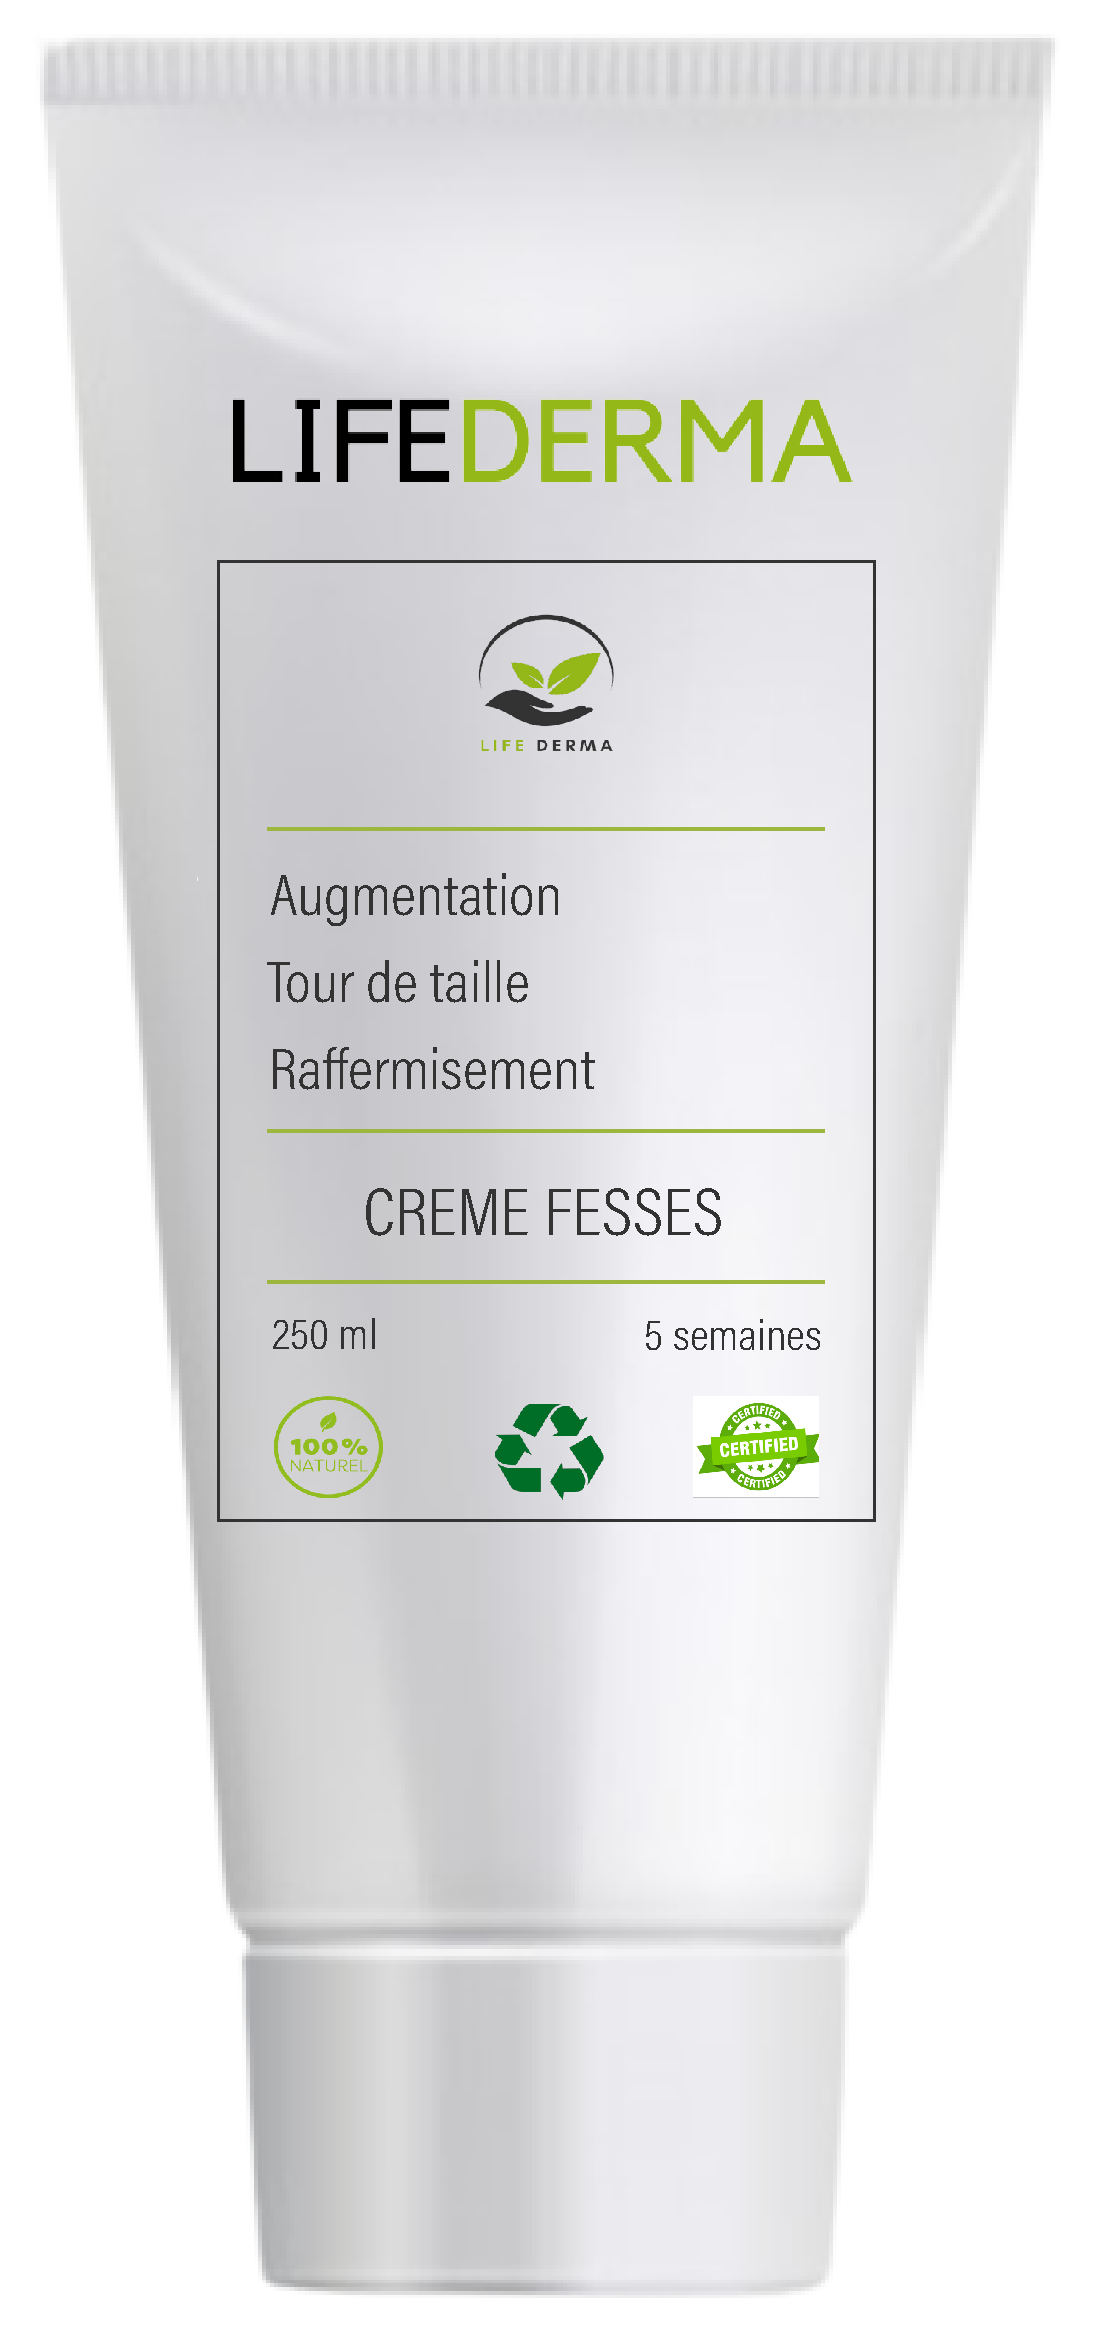 LIFEDERMA
LIFE DERMA
Augmentation
Tour de taille
Raffermisement
CREME FESSES
250 ml
5 semaines
100%
NATUREL
CERTIFIED
CERTIFIED
CERTIFIED